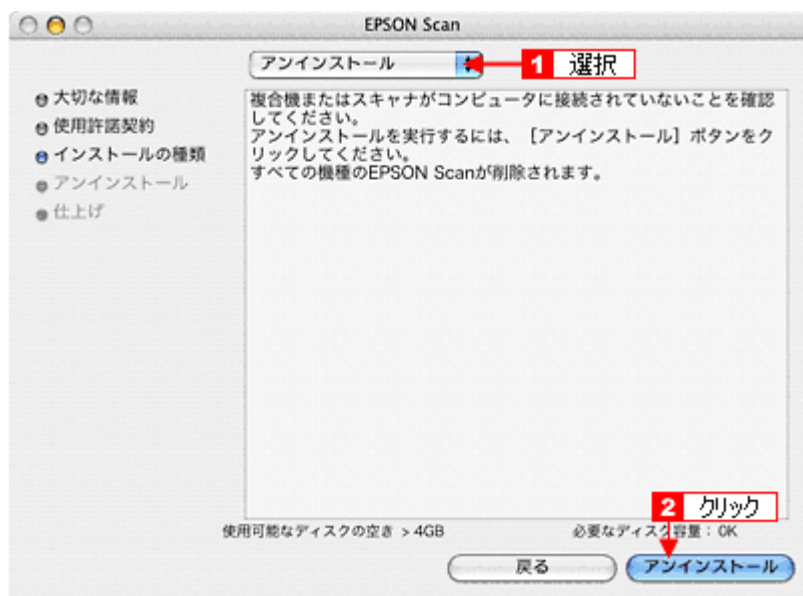 EPSON Scan
アンインストール
1 選択
大切な情報
使用許諾契約
インストールの種類
アンインストール
仕上げ
複合機またはスキャナがコンピュータに接続されていないことを確認
してください。
アンインストールを実行するには、［アンインストール］ボタンをク
リックしてください。
すべての機種のEPSON Scanが削除されます。
2 クリック
使用可能なディスクの空き > 4GB
必要なディスク容量：0K
戻る
アンインストール